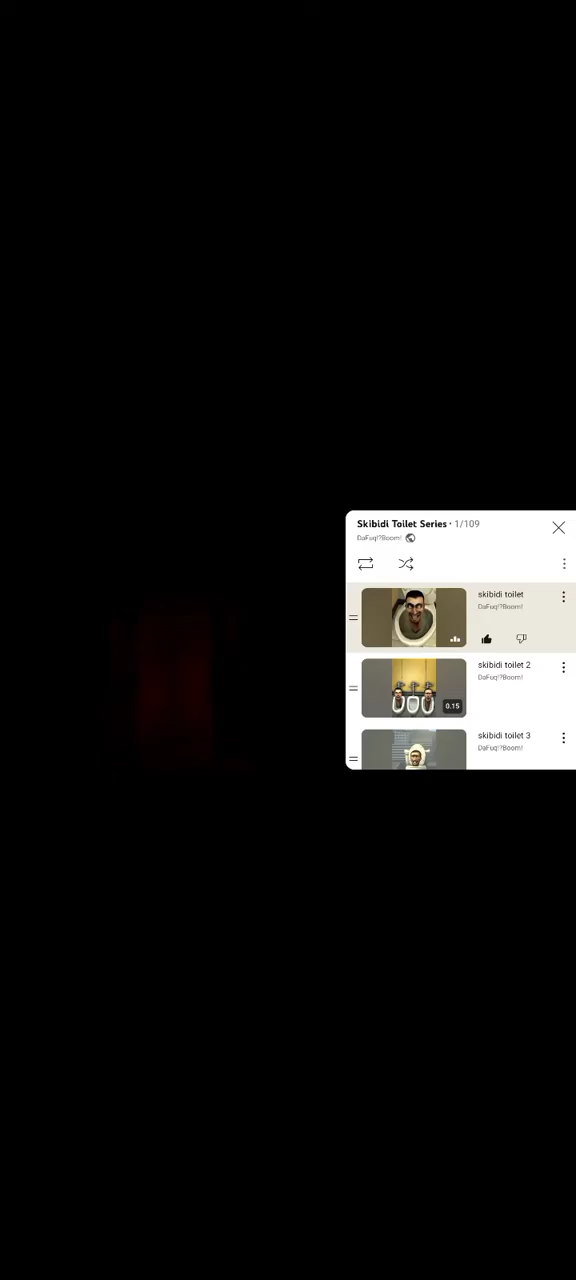 Skibidi Toilet Series • 1/109
DaFuq!?Boom!
skibidi toilet
DaFuq!?Boom!
skibidi toilet 2
DaFuq!?Boom!
0.15
skibidi toilet 3
DaFuq!?Boom!